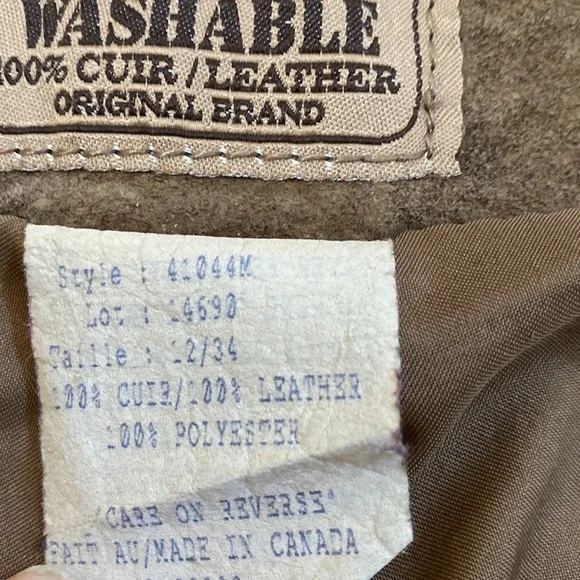 WASHABLE
100% CUIR / LEATHER
ORIGINAL BRAND
Style : 41044M
Lot : 14690
Taille : 12/34
100% CUIR/100% LEATHER
100% POLYESTER
'CARE ON REVERSE'
FAIT AU/MADE IN CANADA